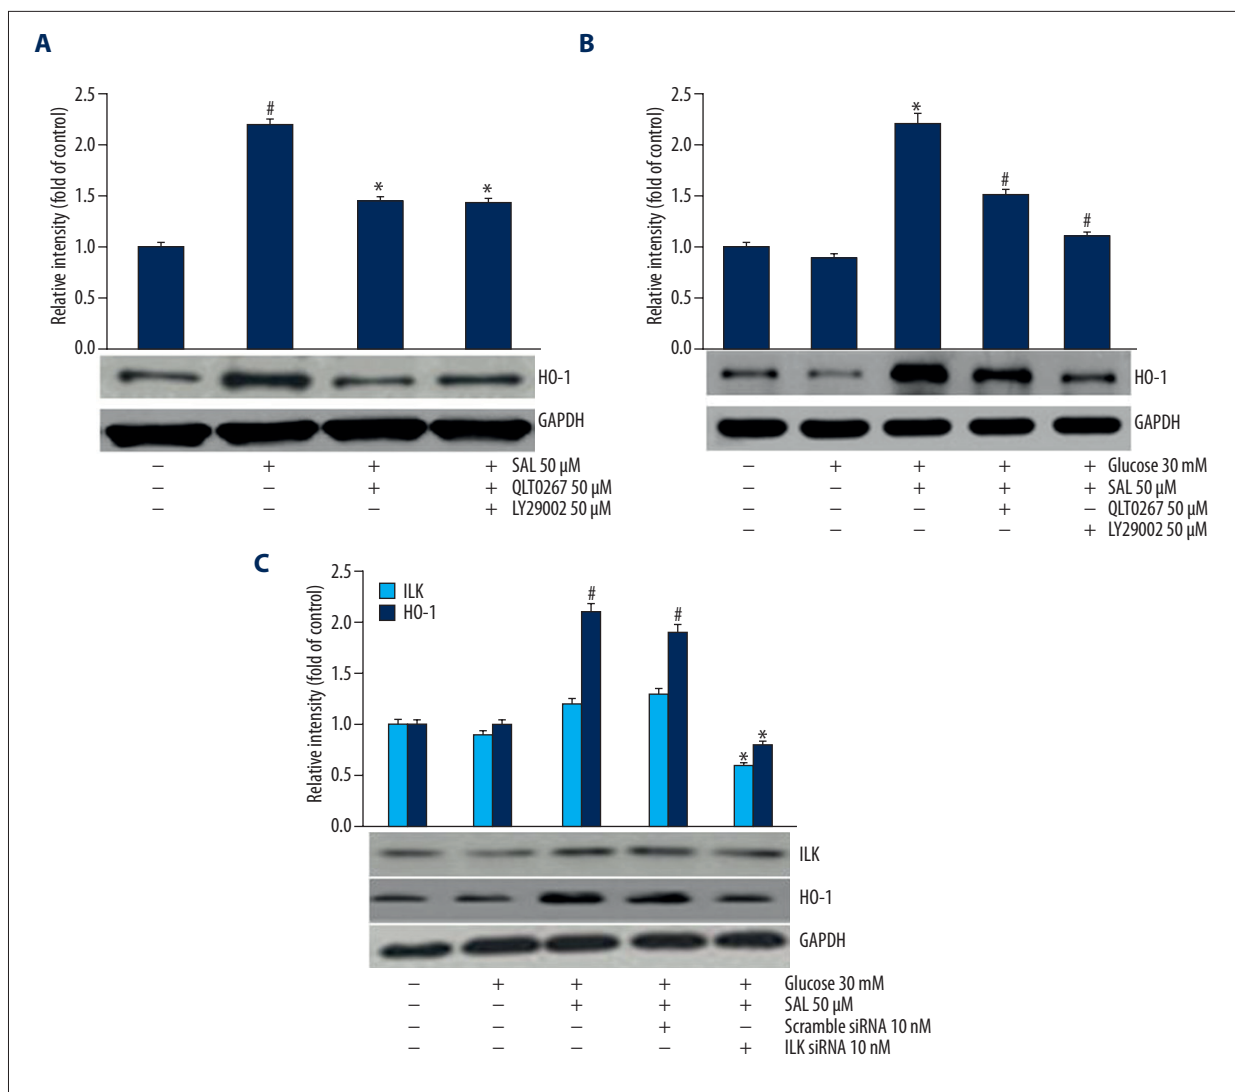 A
Relative intensity (fold of control)
2.5
2.0
1.5
1.0
0.5
0.0
#
*
*
HO-1
GAPDH
– + + + SAL 50 µM
– – + + QLT0267 50 µM
– – – + LY29002 50 µM
B
Relative intensity (fold of control)
2.5
2.0
1.5
1.0
0.5
0.0
*
#
#
HO-1
GAPDH
– + + + + Glucose 30 mM
– – + + + SAL 50 µM
– – – + – QLT0267 50 µM
– – – – + LY29002 50 µM
C
Relative intensity (fold of control)
2.5
2.0
1.5
1.0
0.5
0.0
ILK
HO-1
#
#
*
*
ILK
HO-1
GAPDH
– + + + + Glucose 30 mM
– – + + + SAL 50 µM
– – – + – Scramble siRNA 10 nM
– – – – + ILK siRNA 10 nM